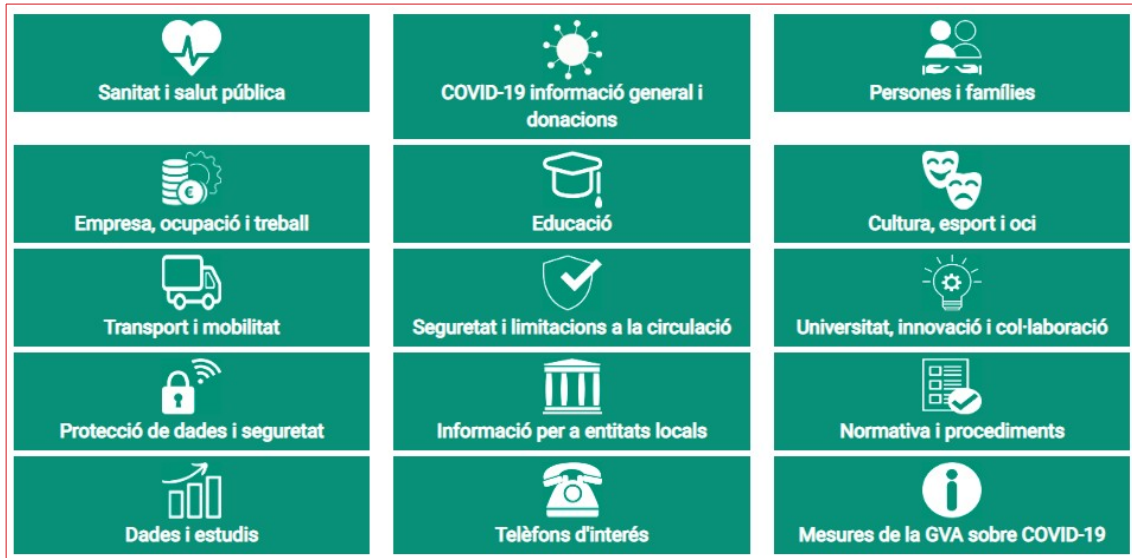 Sanitat i salut pública
COVID-19 informació general i
donacions
Persones i famílies
Empresa, ocupació i treball
Educació
Cultura, esport i oci
Transport i mobilitat
Seguretat i limitacions a la circulació
Universitat, innovació i col·laboració
Protecció de dades i seguretat
Informació per a entitats locals
Normativa i procediments
Dades i estudis
Telèfons d'interés
Mesures de la GVA sobre COVID-19